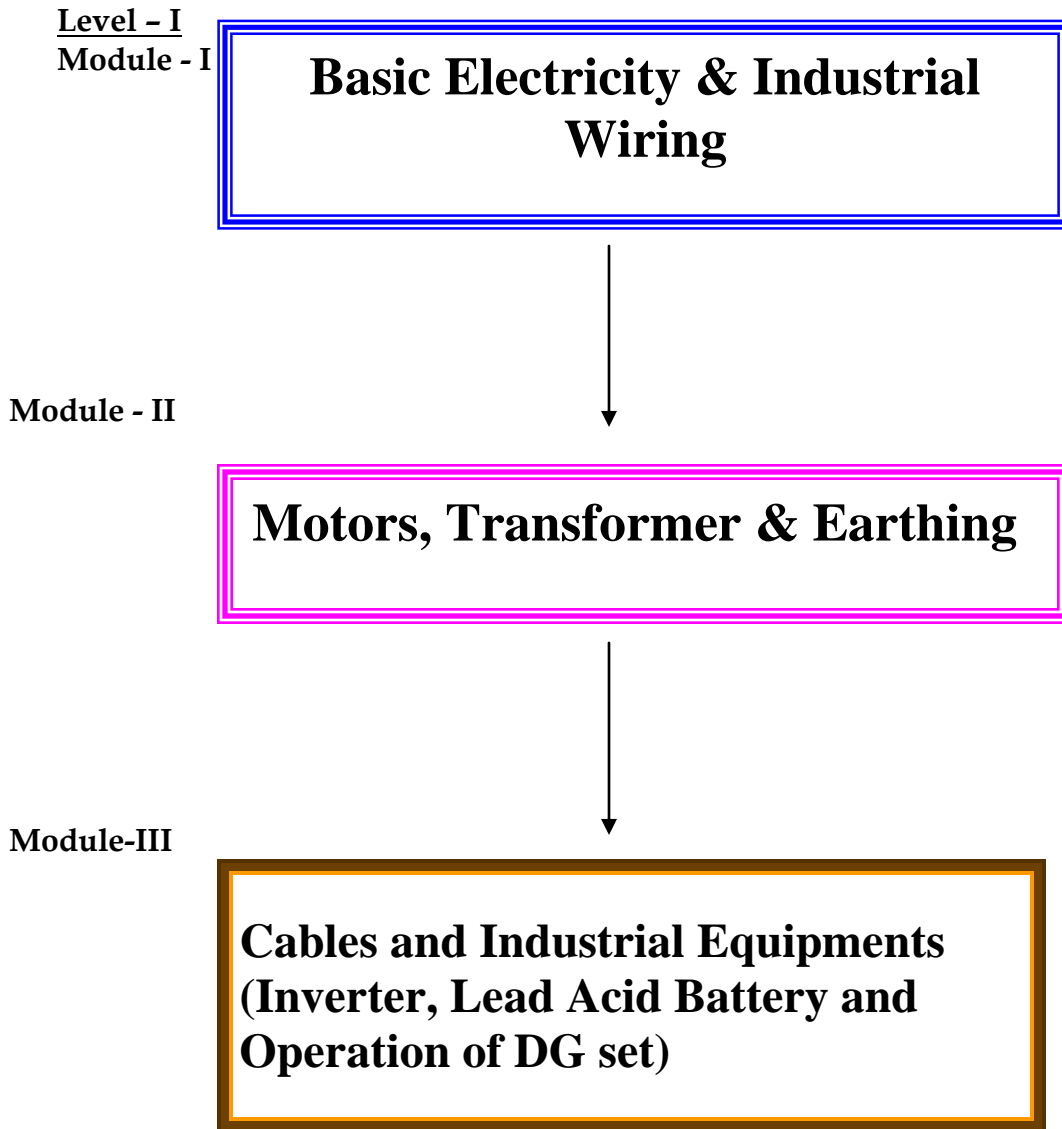 Level – I
Module - I
Basic Electricity & Industrial
Wiring
Module - II
Motors, Transformer & Earthing
Module-III
Cables and Industrial Equipments
(Inverter, Lead Acid Battery and
Operation of DG set)